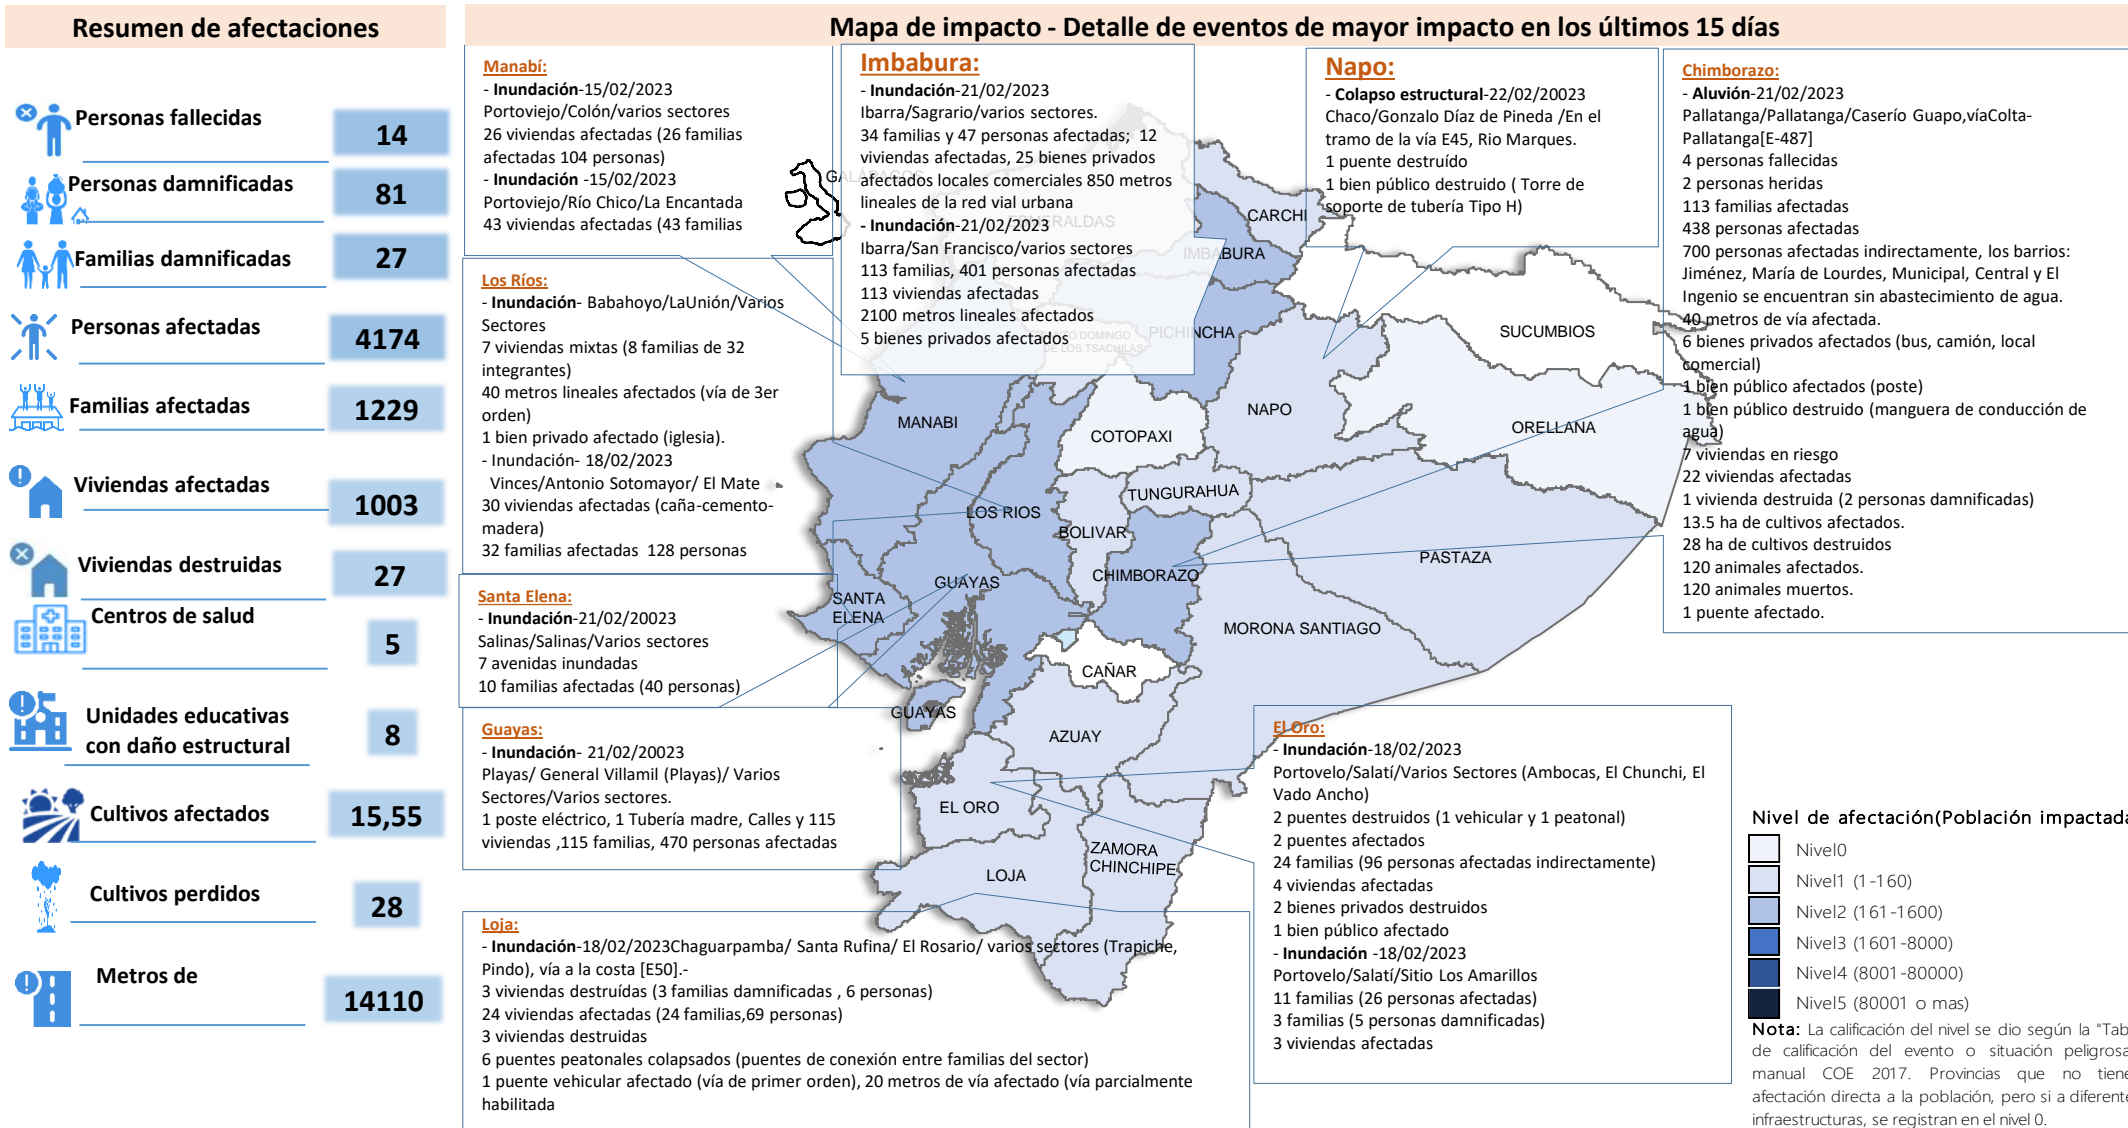 Resumen de afectaciones
Personas fallecidas
14
Personas damnificadas
81
Familias damnificadas
27
Personas afectadas
4174
Familias afectadas
1229
Viviendas afectadas
1003
Viviendas destruidas
27
Centros de salud
5
Unidades educativas
con daño estructural
8
Cultivos afectados
15,55
Cultivos perdidos
28
Metros de
14110
Mapa de impacto - Detalle de eventos de mayor impacto en los últimos 15 días
Manabí:
- Inundación-15/02/2023
Portoviejo/Colón/varios sectores
26 viviendas afectadas (26 familias
afectadas 104 personas)
- Inundación -15/02/2023
Portoviejo/Río Chico/La Encantada
43 viviendas afectadas (43 familias
Los Ríos:
- Inundación- Babahoyo/LaUnión/Varios
Sectores
7 viviendas mixtas (8 familias de 32
integrantes)
40 metros lineales afectados (vía de 3er
orden)
1 bien privado afectado (iglesia).
- Inundación- 18/02/2023
Vinces/Antonio Sotomayor/ El Mate
30 viviendas afectadas (caña-cemento-
madera)
32 familias afectadas 128 personas
Santa Elena:
- Inundación-21/02/20023
Salinas/Salinas/Varios sectores
7 avenidas inundadas
10 familias afectadas (40 personas)
Guayas:
- Inundación- 21/02/20023
Playas/ General Villamil (Playas)/ Varios
Sectores/Varios sectores.
1 poste eléctrico, 1 Tubería madre, Calles y 115
viviendas ,115 familias, 470 personas afectadas
Loja:
- Inundación-18/02/2023Chaguarpamba/ Santa Rufina/ El Rosario/ varios sectores (Trapiche,
Pindo), vía a la costa [E50].-
3 viviendas destruídas (3 familias damnificadas , 6 personas)
24 viviendas afectadas (24 familias,69 personas)
3 viviendas destruidas
6 puentes peatonales colapsados (puentes de conexión entre familias del sector)
1 puente vehicular afectado (vía de primer orden), 20 metros de vía afectado (vía parcialmente
habilitada
Imbabura:
- Inundación-21/02/2023
Ibarra/Sagrario/varios sectores.
34 familias y 47 personas afectadas; 12
viviendas afectadas, 25 bienes privados
afectados locales comerciales 850 metros
lineales de la red vial urbana
- Inundación-21/02/2023
Ibarra/San Francisco/varios sectores
113 familias, 401 personas afectadas
113 viviendas afectadas
2100 metros lineales afectados
5 bienes privados afectados
Napo:
- Colapso estructural-22/02/20023
Chaco/Gonzalo Díaz de Pineda /En el
tramo de la vía E45, Rio Marques.
1 puente destruído
1 bien público destruido ( Torre de
soporte de tubería Tipo H)
Chimborazo:
- Aluvión-21/02/2023
Pallatanga/Pallatanga/Caserío Guapo,víaColta-
Pallatanga[E-487]
4 personas fallecidas
2 personas heridas
113 familias afectadas
438 personas afectadas
700 personas afectadas indirectamente, los barrios:
Jiménez, María de Lourdes, Municipal, Central y El
Ingenio se encuentran sin abastecimiento de agua.
40 metros de vía afectada.
6 bienes privados afectados (bus, camión, local
comercial)
1 bien público afectados (poste)
1 bien público destruido (manguera de conducción de
agua)
7 viviendas en riesgo
22 viviendas afectadas
1 vivienda destruida (2 personas damnificadas)
13.5 ha de cultivos afectados.
28 ha de cultivos destruidos
120 animales afectados.
120 animales muertos.
1 puente afectado.
El Oro:
- Inundación-18/02/2023
Portovelo/Salatí/Varios Sectores (Ambocas, El Chunchi, El
Vado Ancho)
2 puentes destruidos (1 vehicular y 1 peatonal)
2 puentes afectados
24 familias (96 personas afectadas indirectamente)
4 viviendas afectadas
2 bienes privados destruidos
1 bien público afectado
- Inundación -18/02/2023
Portovelo/Salatí/Sitio Los Amarillos
11 familias (26 personas afectadas)
3 familias (5 personas damnificadas)
3 viviendas afectadas
GALÁPAGOS
ESMERALDAS
CARCHI
IMBABURA
SUCUMBIOS
PICHINCHA
SANTO DOMINGO
DE LOS TSACHILAS
NAPO
ORELLANA
MANABI
COTOPAXI
TUNGURAHUA
LOS RIOS
BOLIVAR
PASTAZA
CHIMBORAZO
GUAYAS
SANTA
ELENA
MORONA SANTIAGO
CAÑAR
GUAYAS
AZUAY
EL ORO
ZAMORA
CHINCHIPE
LOJA
Nivel de afectación(Población impactada
Nivel0
Nivel1 (1-160)
Nivel2 (161-1600)
Nivel3 (1601-8000)
Nivel4 (8001-80000)
Nivel5 (80001 o mas)
Nota: La calificación del nivel se dio según la "Tab
de calificación del evento o situación peligrosa
manual COE 2017. Provincias que no tiene
afectación directa a la población, pero si a diferente
infraestructuras, se registran en el nivel 0.